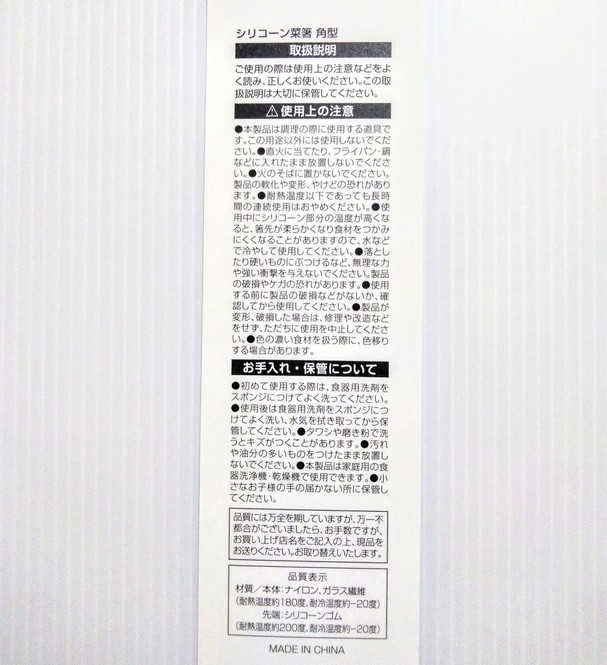 シリコーン菜箸 角型
取扱説明
ご使用の際は使用上の注意などをよ
く読み、正しくお使いください。この取
扱説明は大切に保管してください。
⚠使用上の注意
●本製品は調理の際に使用する道具で
す。この用途以外には使用しないでくだ
さい。●直火に当てたり、フライパン・鍋
などに入れたまま放置しないでくださ
い。●火のそばに置かないでください。
製品の軟化や変形、やけどの恐れがあり
ます。●耐熱温度以下であっても長時
間の連続使用はおやめください。●使
用中にシリコーン部分の温度が高くな
ると、箸先が柔らかくなり食材をつかみ
にくくなることがありますので、水など
で冷やして使用してください。●落とし
たり硬いものにぶつけるなど、無理な力
や強い衝撃を与えないでください。製品
の破損やケガの恐れがあります。●使用
する前に製品の破損などがないか、確
認してから使用してください。●製品が
変形、破損した場合は、修理や改造など
をせず、ただちに使用を中止してくださ
い。●色の濃い食材を扱う際に、色移り
する場合があります。
お手入れ・保管について
●初めて使用する際は、食器用洗剤を
スポンジにつけてよく洗ってください。
●使用後は食器用洗剤をスポンジにつ
けてよく洗い、水気を拭き取ってから保
管してください。●タワシや磨き粉で洗
うとキズがつくことがあります。●汚れ
や油分の多いものをつけたまま放置し
ないでください。●本製品は家庭用の食
器洗浄機・乾燥機で使用できます。●小
さなお子様の手の届かない所に保管し
てください。
品質には万全を期していますが、万一不
都合がございましたら、お手数ですが、
お買い上げ店名をご記入の上、現品を
お送りください。お取り替えいたします。
品質表示
材質／本体：ナイロン、ガラス繊維
（耐熱温度約180度、耐冷温度約−20度）
先端：シリコーンゴム
（耐熱温度約200度、耐冷温度約−20度）
MADE IN CHINA